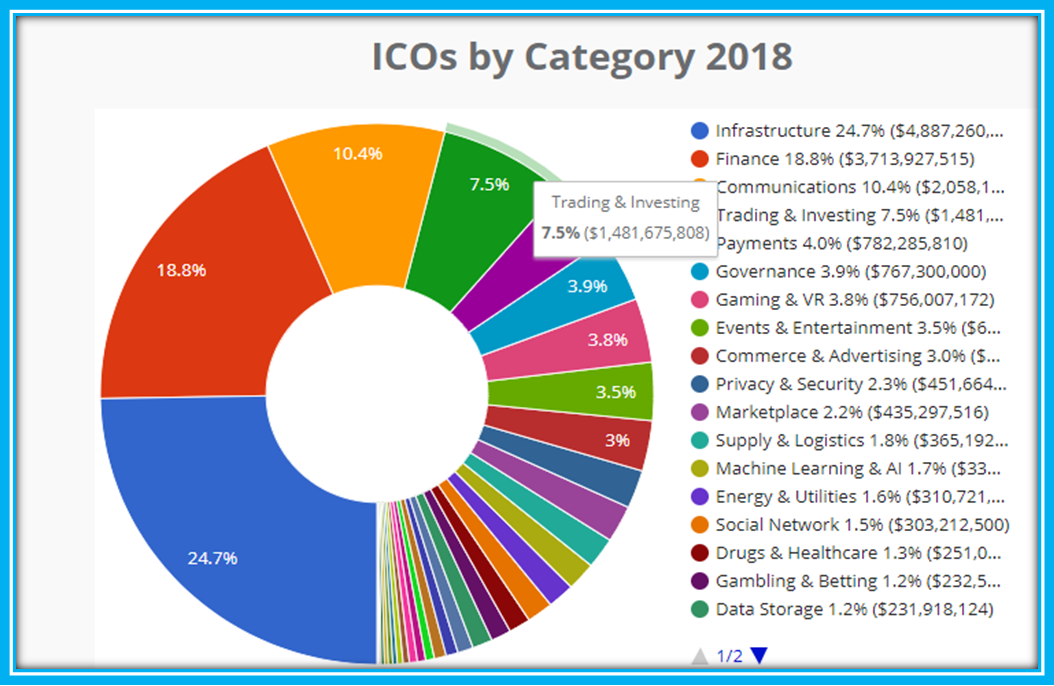 ICOs by Category 2018
10.4%
7.5%
18.8%
3.9%
3.8%
3.5%
3%
24.7%
Trading & Investing
7.5% ($1,481,675,808)
Infrastructure 24.7% ($4,887,260,...
Finance 18.8% ($3,713,927,515)
Communications 10.4% ($2,058,1...
Trading & Investing 7.5% ($1,481,...
Payments 4.0% ($782,285,810)
Governance 3.9% ($767,300,000)
Gaming & VR 3.8% ($756,007,172)
Events & Entertainment 3.5% ($6...
Commerce & Advertising 3.0% ($...
Privacy & Security 2.3% ($451,664...
Marketplace 2.2% ($435,297,516)
Supply & Logistics 1.8% ($365,192...
Machine Learning & AI 1.7% ($33...
Energy & Utilities 1.6% ($310,721,...
Social Network 1.5% ($303,212,500)
Drugs & Healthcare 1.3% ($251,0...
Gambling & Betting 1.2% ($232,5...
Data Storage 1.2% ($231,918,124)
1/2